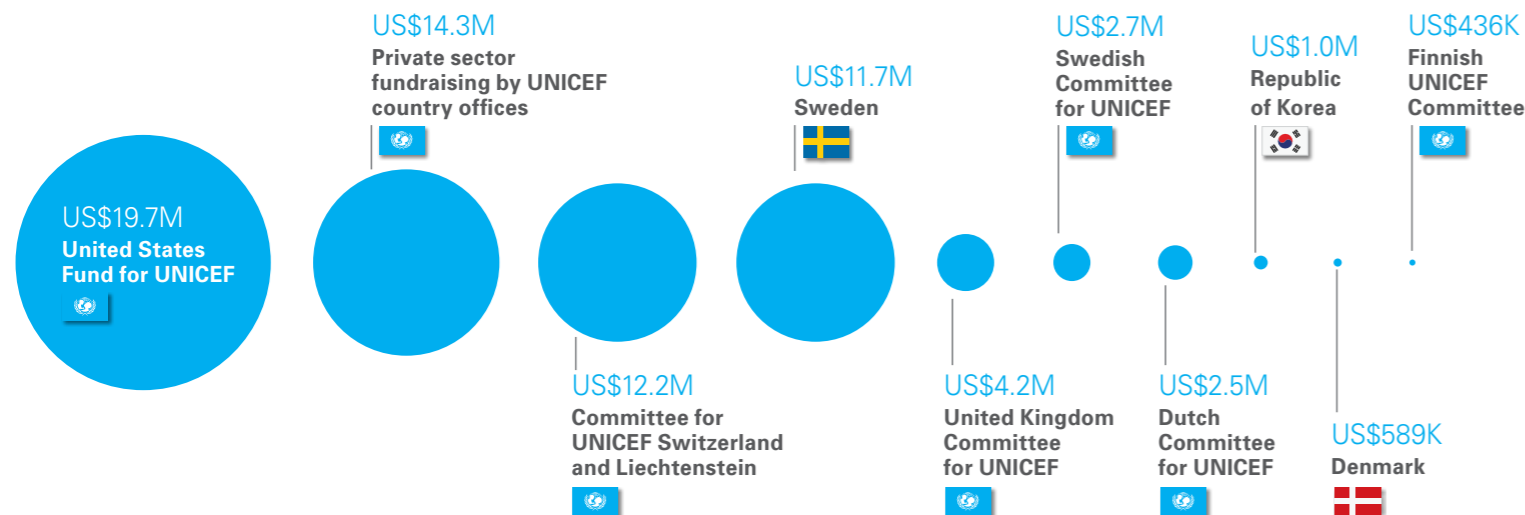 US$19.7M
United States
Fund for UNICEF
US$14.3M
Private sector
fundraising by UNICEF
country offices
US$12.2M
Committee for
UNICEF Switzerland
and Liechtenstein
US$11.7M
Sweden
US$4.2M
United Kingdom
Committee
for UNICEF
US$2.7M
Swedish
Committee
for UNICEF
US$2.5M
Dutch
Committee
for UNICEF
US$1.0M
Republic
of Korea
US$589K
Denmark
US$436K
Finnish
UNICEF
Committee